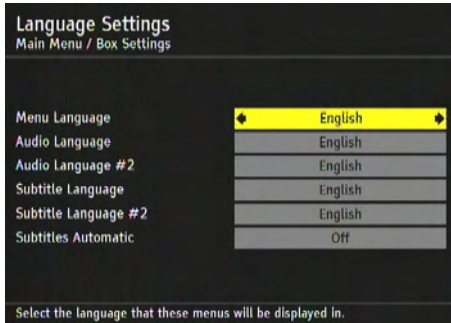 Language Settings
Main Menu / Box Settings
Menu Language English
Audio Language English
Audio Language #2 English
Subtitle Language English
Subtitle Language #2 English
Subtitles Automatic Off
Select the language that these menus will be displayed in.